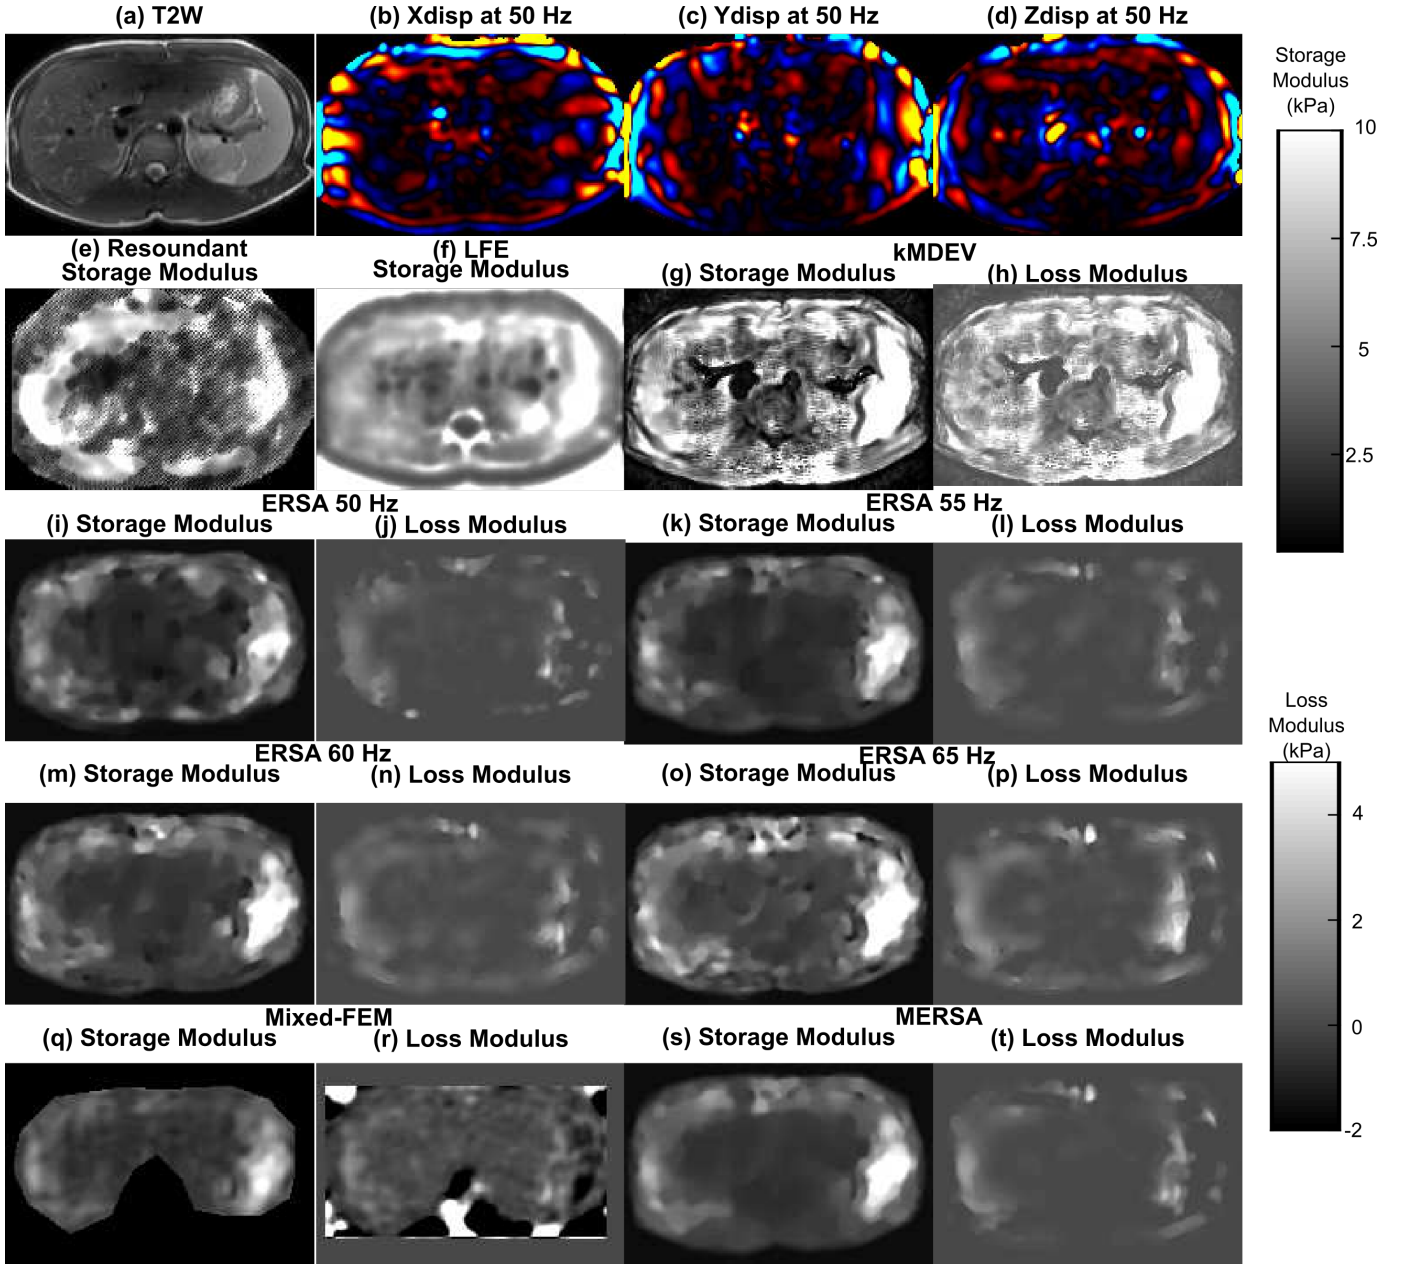 (a) T2W
(b) Xdisp at 50 Hz
(c) Ydisp at 50 Hz
(d) Zdisp at 50 Hz
Storage
Modulus
(kPa)
10
7.5
5
2.5
(e) Resoundant
Storage Modulus
(f) LFE
Storage Modulus
kMDEV
(g) Storage Modulus
(h) Loss Modulus
ERSA 50 Hz
(i) Storage Modulus
(j) Loss Modulus
ERSA 55 Hz
(k) Storage Modulus
(l) Loss Modulus
Loss
Modulus
(kPa)
4
2
0
-2
ERSA 60 Hz
(m) Storage Modulus
(n) Loss Modulus
ERSA 65 Hz
(o) Storage Modulus
(p) Loss Modulus
Mixed-FEM
(q) Storage Modulus
(r) Loss Modulus
MERSA
(s) Storage Modulus
(t) Loss Modulus